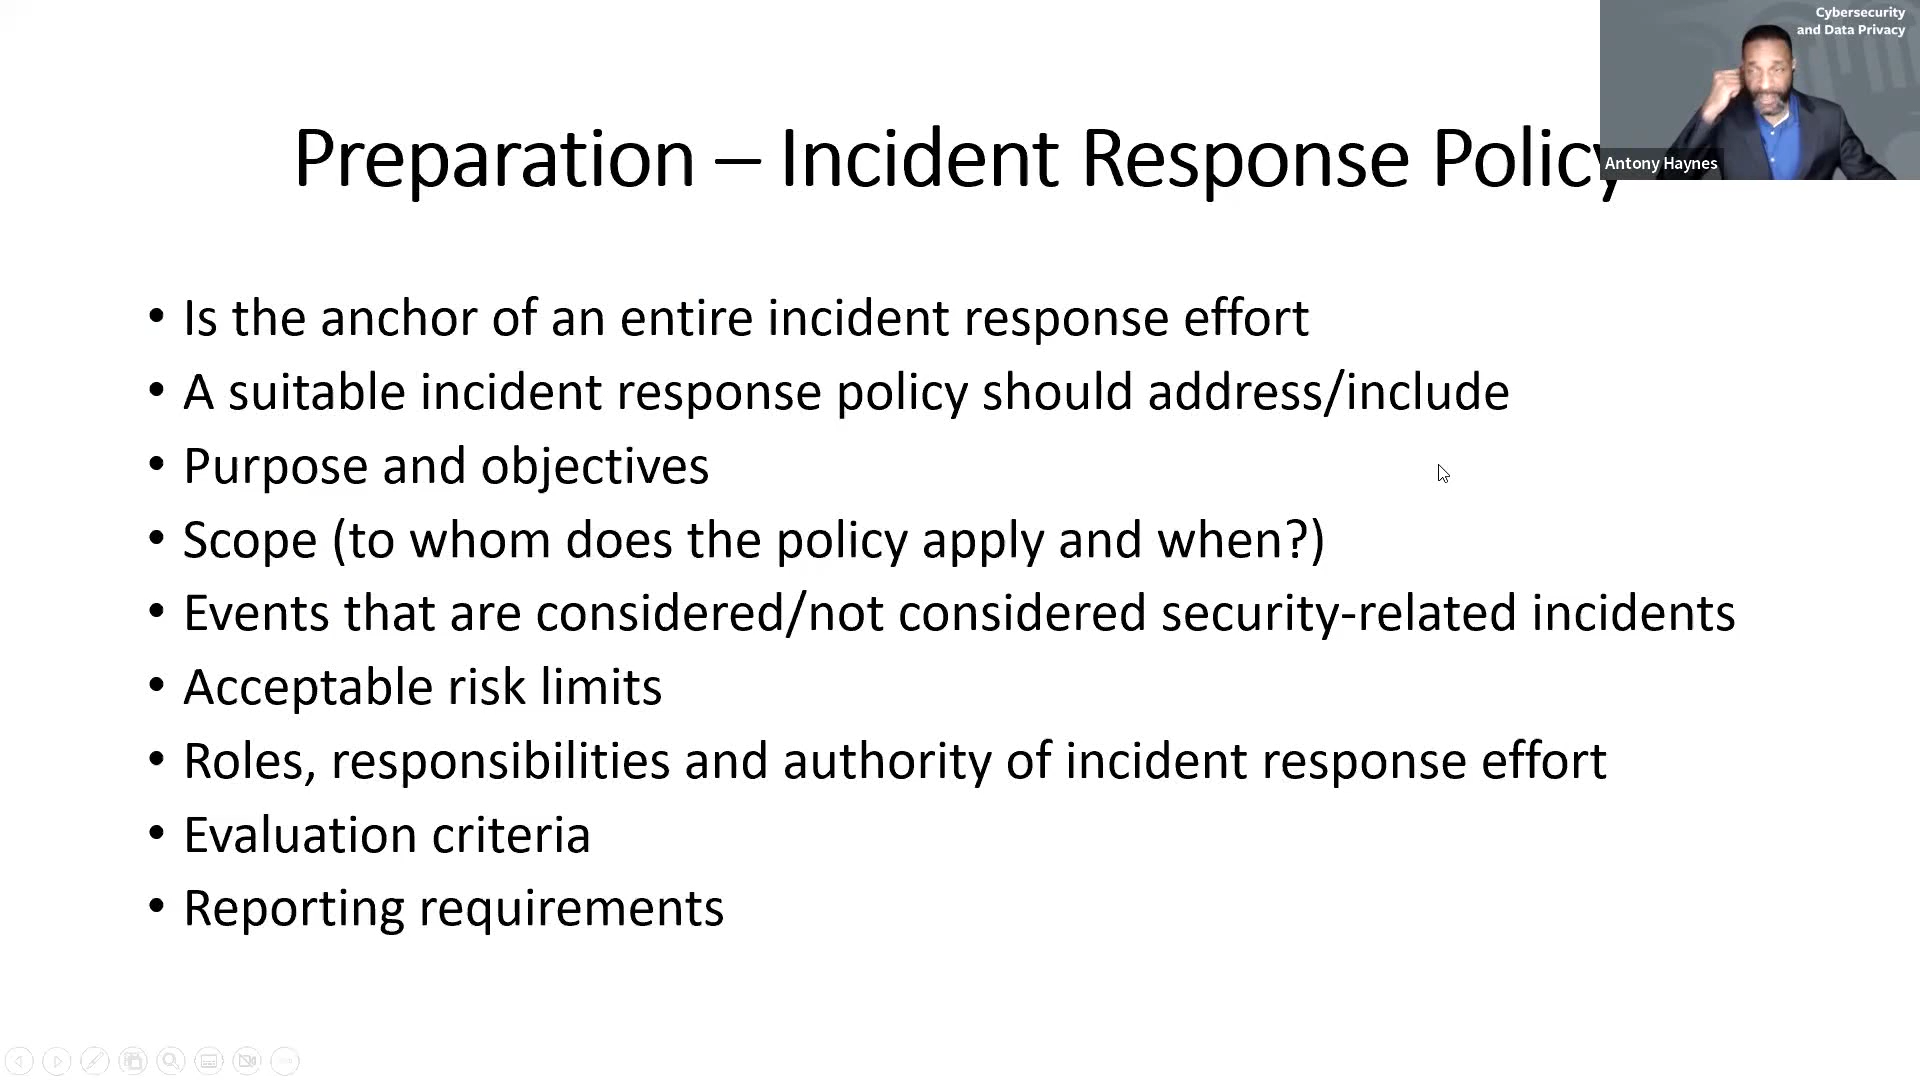 Cybersecurity
and Data Privacy
Antony Haynes
Preparation – Incident Response Policy
• Is the anchor of an entire incident response effort
• A suitable incident response policy should address/include
• Purpose and objectives
• Scope (to whom does the policy apply and when?)
• Events that are considered/not considered security-related incidents
• Acceptable risk limits
• Roles, responsibilities and authority of incident response effort
• Evaluation criteria
• Reporting requirements